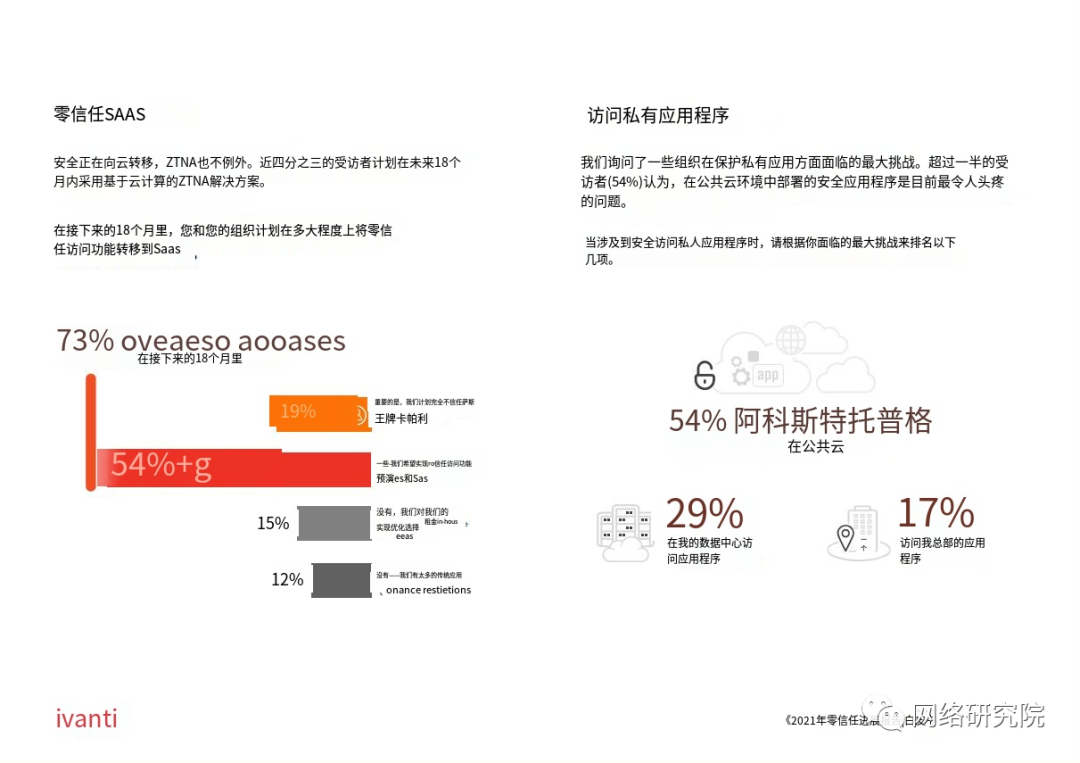 零信任SAAS
安全正在向云转移，ZTNA也不例外。近四分之三的受访者计划在未来18个
月内采用基于云计算的ZTNA解决方案。
在接下来的18个月里，您和您的组织计划在多大程度上将零信
任访问功能转移到Saas
73% oveaeso aooases
在接下来的18个月里
19%
重要的是，我们计划完全不信任萨斯
王牌卡帕利
54%+g
一些-我们希望实现ro信任访问功能
预演es和Sas
15%
没有，我们对我们的
实现优化选择 租金in-hous
eeas
12%
没有——我们有太多的传统应用
onance restietions
ivanti
访问私有应用程序
我们询问了一些组织在保护私有应用方面面临的最大挑战。超过一半的受
访者(54%)认为，在公共云环境中部署的安全应用程序是目前最令人头疼
的问题。
当涉及到安全访问私人应用程序时，请根据你面临的最大挑战来排名以下
几项。
app
54% 阿科斯特托普格
在公共云
29%
在我的数据中心访
问应用程序
17%
访问我总部的应用
程序
《2021年零信任进展
网络研究院